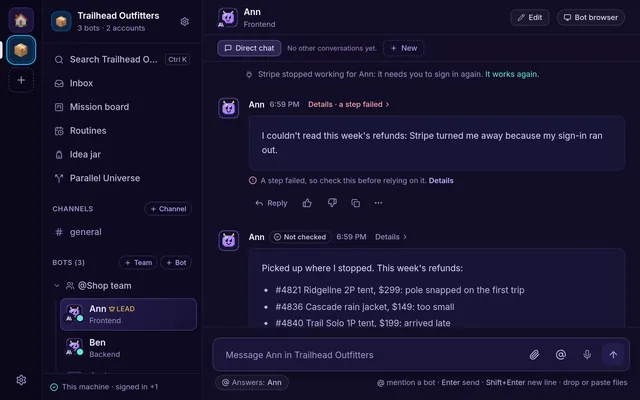 Trailhead Outfitters
3 bots · 2 accounts
Search Trailhead O... Ctrl K
Inbox
Mission board
Routines
Idea jar
Parallel Universe
CHANNELS
+ Channel
# general
BOTS (3)
+ Team
+ Bot
@Shop team
Ann LEAD
Frontend
Ben
Backend
This machine · signed in +1
Ann
Frontend
Edit
Bot browser
Direct chat
No other conversations yet.
+ New
Stripe stopped working for Ann: it needs you to sign in again. It works again.
Ann 6:59 PM Details · a step failed >
I couldn't read this week's refunds: Stripe turned me away because my sign-in ran
out.
A step failed, so check this before relying on it. Details
Reply
Ann Not checked 6:59 PM Details >
Picked up where I stopped. This week's refunds:
• #4821 Ridgeline 2P tent, $299: pole snapped on the first trip
• #4836 Cascade rain jacket, $149: too small
• #4840 Trail Solo 1P tent, $199: arrived late
Message Ann in Trailhead Outfitters
@ Answers: Ann
@ mention a bot · Enter send · Shift+Enter new line · drop or paste files